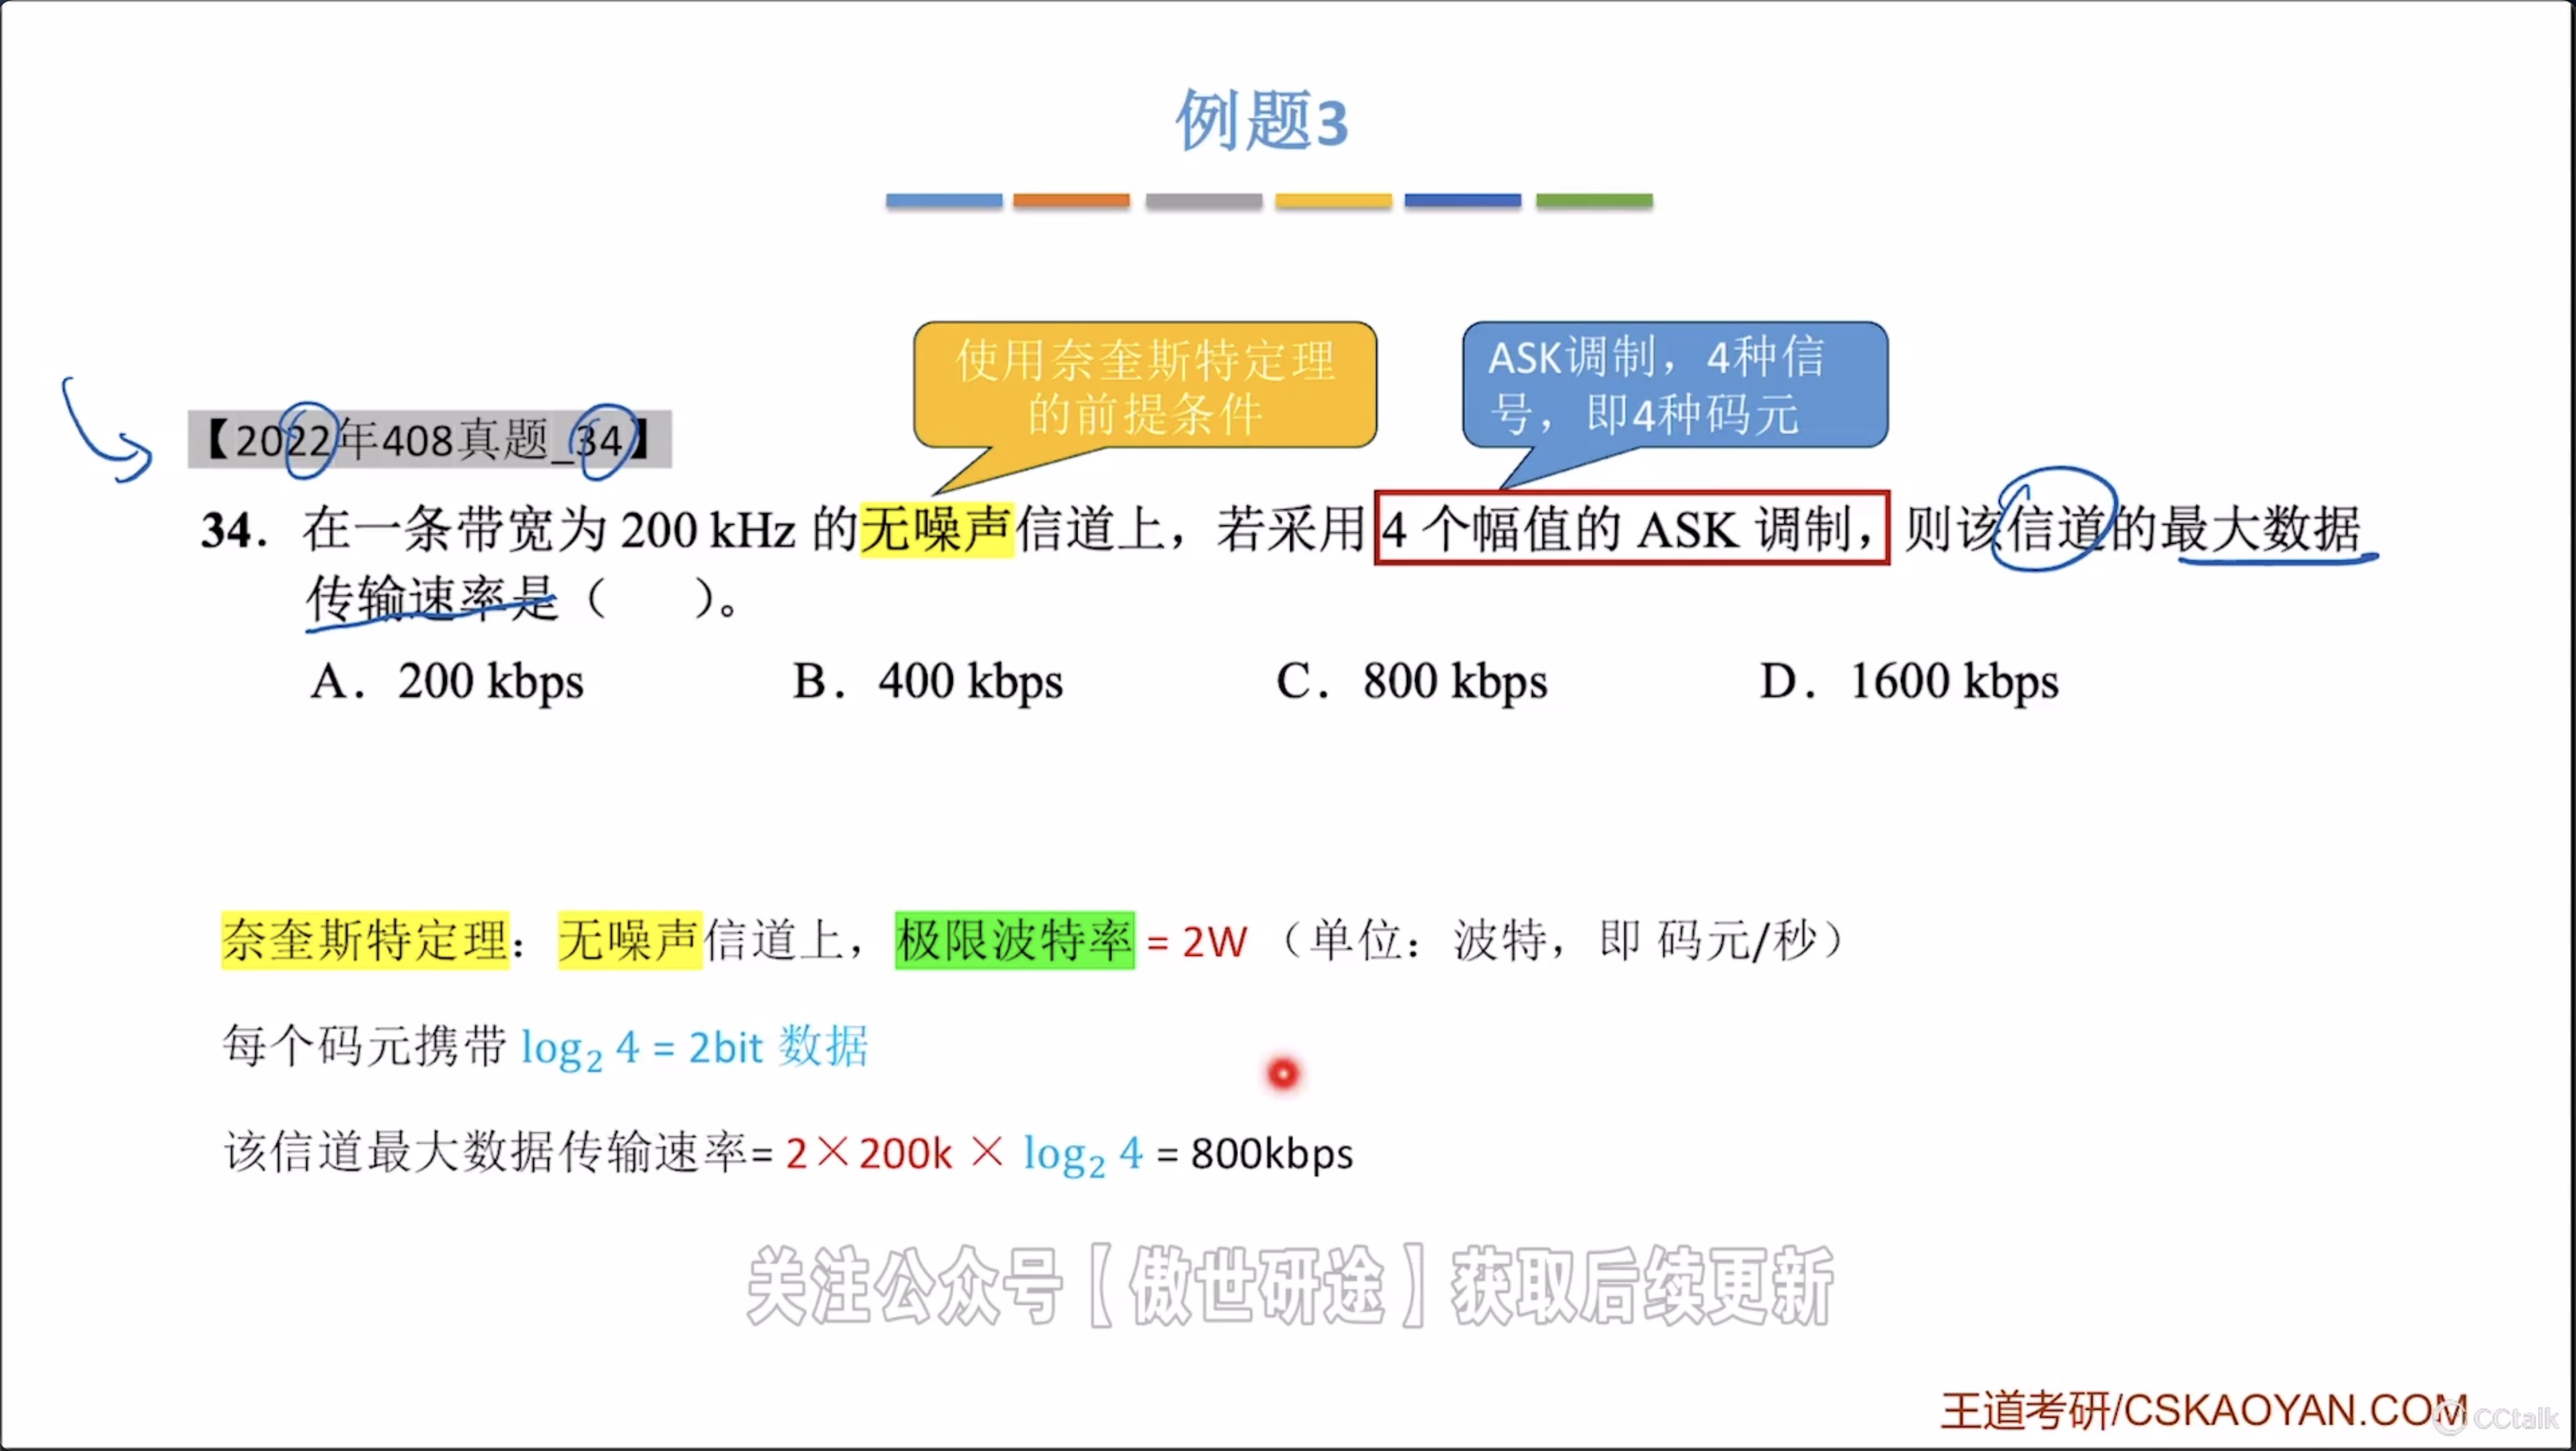 例题3
使用奈奎斯特定理
的前提条件
ASK调制，4种信
号，即4种码元
【2022年408真题_34】
34. 在一条带宽为 200 kHz 的无噪声信道上，若采用 4 个幅值的 ASK 调制，则该信道的最大数据
传输速率是（ ）。
A. 200 kbps B. 400 kbps C. 800 kbps D. 1600 kbps
奈奎斯特定理：无噪声信道上，极限波特率 = 2W （单位：波特，即 码元/秒）
每个码元携带 log₂ 4 = 2bit 数据
该信道最大数据传输速率= 2×200k × log₂ 4 = 800kbps
关注公众号【傲世研途】获取后续更新
王道考研/CSKAOYAN.COM
CCtalk